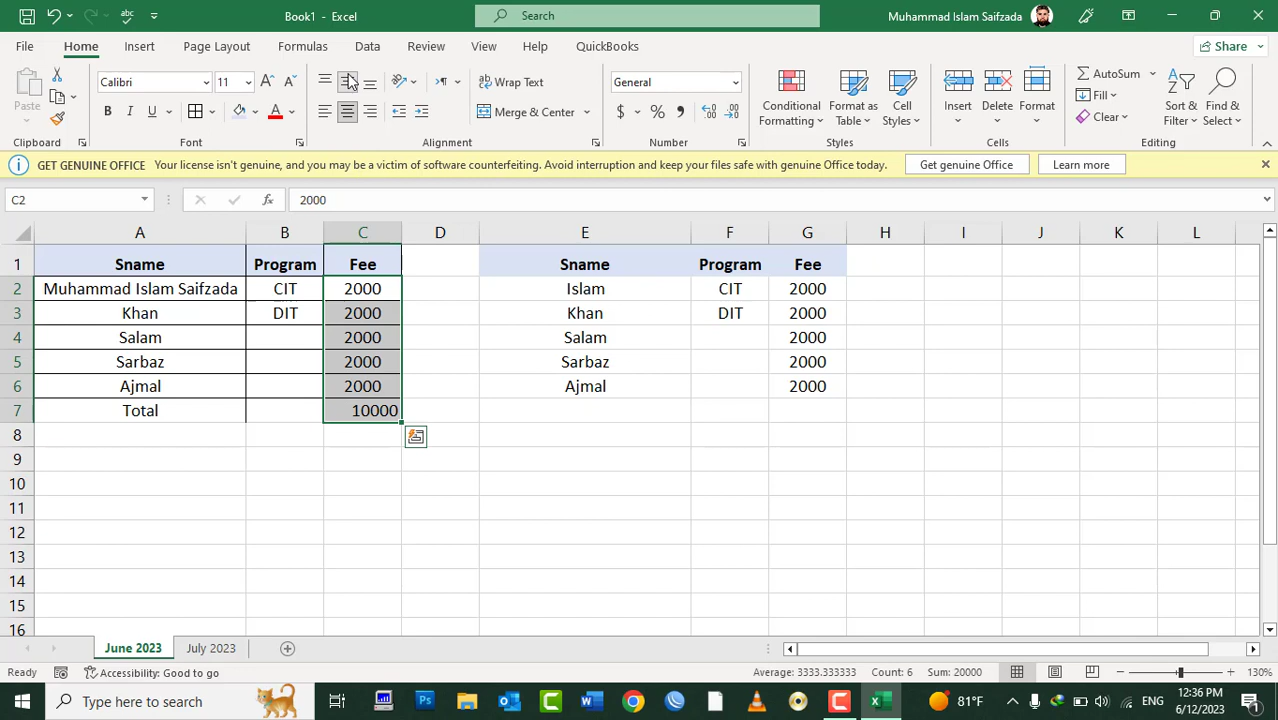 Book1 - Excel
Search
Muhammad Islam Saifzada
File Home Insert Page Layout Formulas Data Review View Help QuickBooks Share
Paste Calibri 11 Wrap Text General Conditional Formatting Format as Table Cell Styles Insert Delete Format AutoSum Sort & Filter Find & Select
B I U Merge & Center $ % Fill
Clear
Clipboard Font Alignment Number Styles Cells Editing
GET GENUINE OFFICE Your license isn't genuine, and you may be a victim of software counterfeiting. Avoid interruption and keep your files safe with genuine Office today. Get genuine Office Learn more
C2 fx 2000
A B C D E F G H I J K L
1 Sname Program Fee Sname Program Fee
2 Muhammad Islam Saifzada CIT 2000 Islam CIT 2000
3 Khan DIT 2000 Khan DIT 2000
4 Salam 2000 Salam 2000
5 Sarbaz 2000 Sarbaz 2000
6 Ajmal 2000 Ajmal 2000
7 Total 10000
8
9
10
11
12
13
14
15
16
June 2023 July 2023
Ready Accessibility: Good to go Average: 3333.333333 Count: 6 Sum: 20000 130%
Type here to search 81°F ENG 12:36 PM
6/12/2023